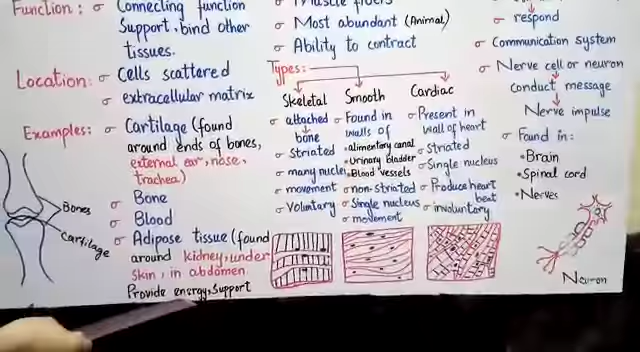 Function : σ Connecting function
Support, bind other
tissues.
Location: σ Cells scattered
σ extracellular matrix
Examples: σ Cartilage (found
around ends of bones,
external ear, nose,
trachea)
σ Bone
σ Blood
σ Adipose tissue (found
around kidney, under
skin, in abdomen.
Provide energy, Support
Bones
Cartilage
σ Muscle fibers
σ Most abundant (Animal)
σ Ability to contract
Types:
Skeletal
σ attached
to
bone
σ Striated
σ many nuclei
σ movement
σ Voluntary
Smooth
σ Found in
walls of
•alimentary canal
•Urinary bladder
•Blood vessels
σ non-striated
σ Single nucleus
σ movement
Cardiac
σ Present in
wall of heart
σ Striated
σ Single nucleus
σ Produce heart
beat
σ involuntary
σ respond
σ Communication system
σ Nerve cell or neuron
conduct message
Nerve impulse
σ Found in:
•Brain
•Spinal cord
•Nerves
Neuron